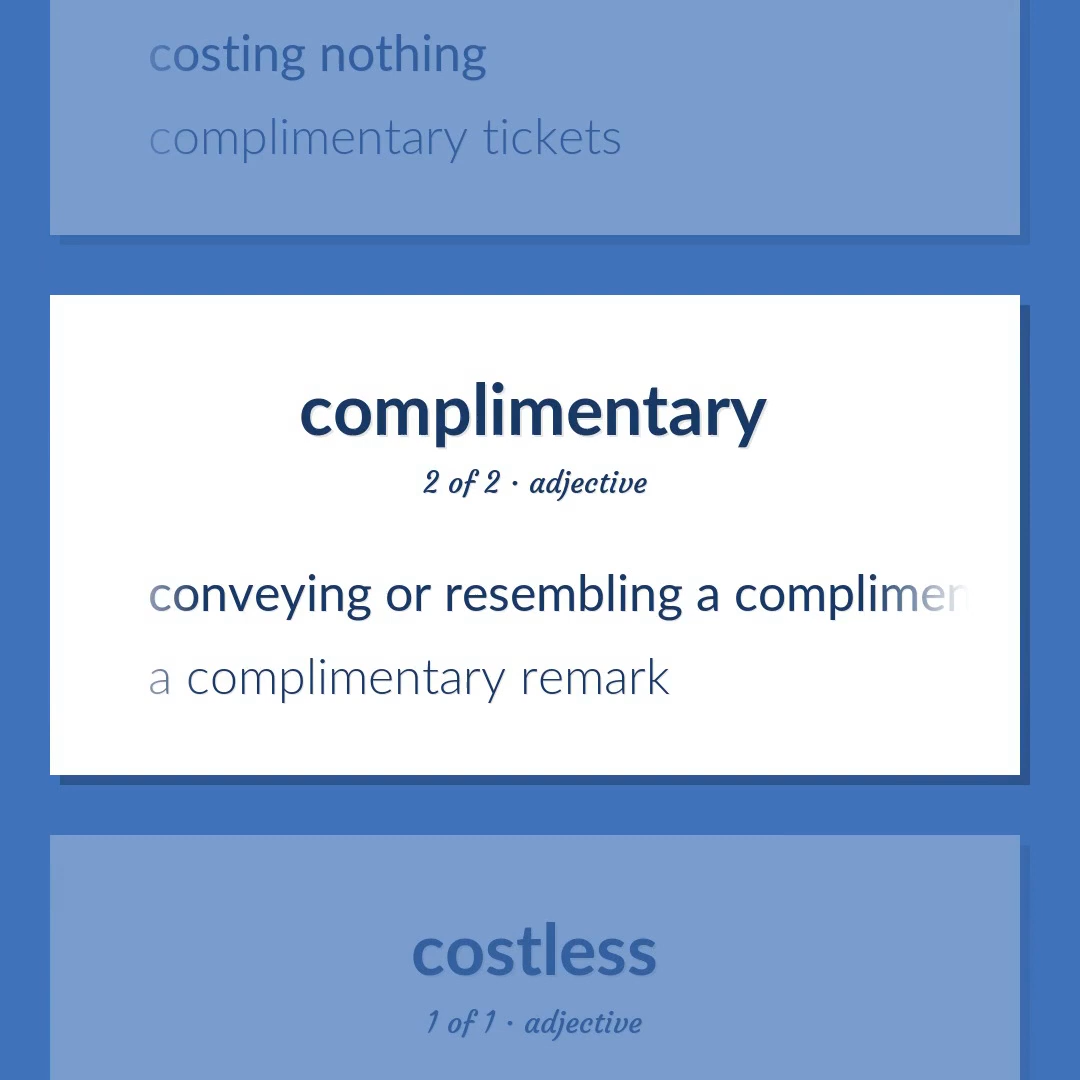 costing nothing
complimentary tickets
complimentary
2 of 2 · adjective
conveying or resembling a complimen
a complimentary remark
costless
1 of 1 · adjective